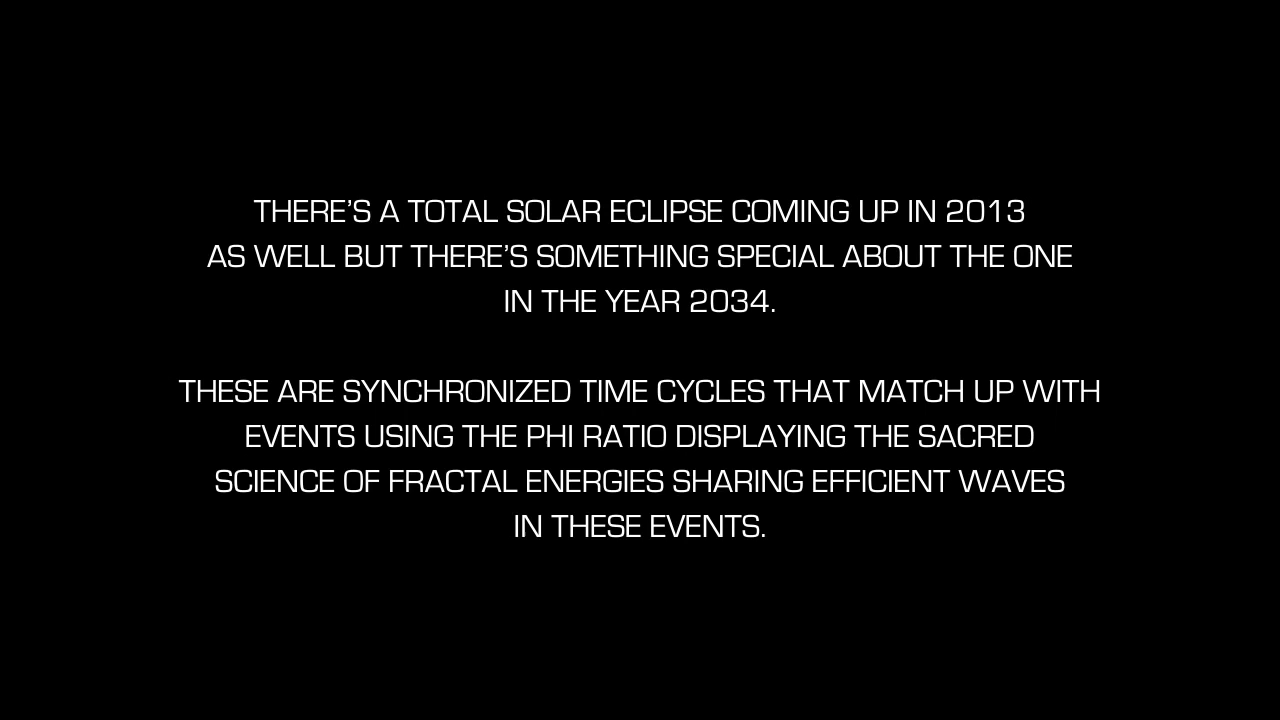 THERE'S A TOTAL SOLAR ECLIPSE COMING UP IN 2013
AS WELL BUT THERE'S SOMETHING SPECIAL ABOUT THE ONE
IN THE YEAR 2034.
THESE ARE SYNCHRONIZED TIME CYCLES THAT MATCH UP WITH
EVENTS USING THE PHI RATIO DISPLAYING THE SACRED
SCIENCE OF FRACTAL ENERGIES SHARING EFFICIENT WAVES
IN THESE EVENTS.